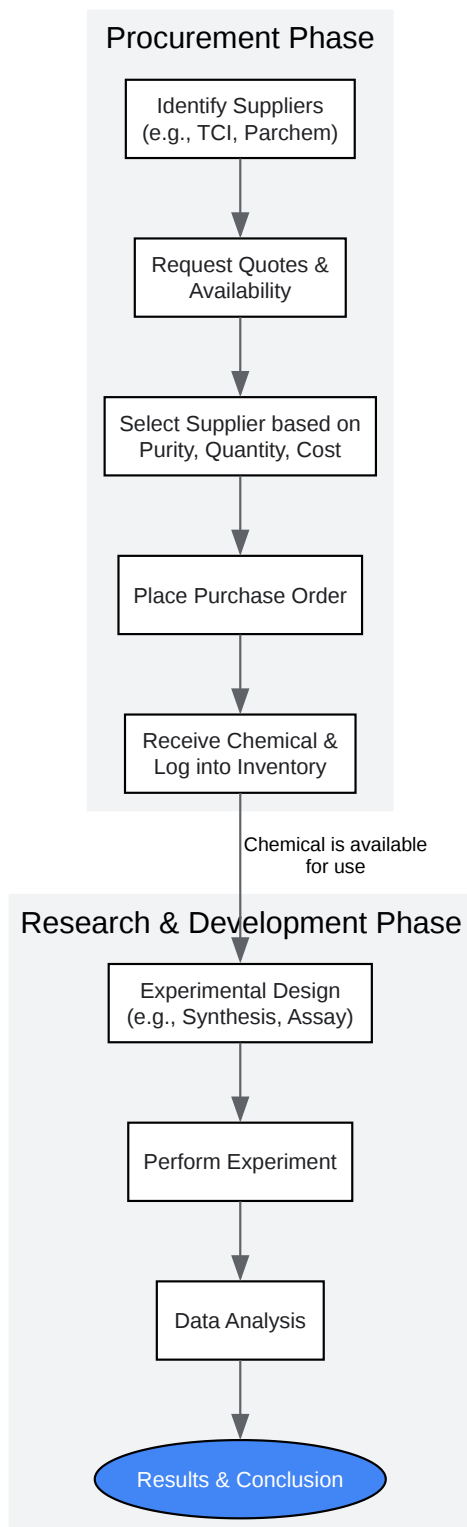 Procurement Phase
Identify Suppliers
(e.g., TCI, Parchem)
Request Quotes &
Availability
Select Supplier based on
Purity, Quantity, Cost
Place Purchase Order
Receive Chemical &
Log into Inventory
Chemical is available
for use
Research & Development Phase
Experimental Design
(e.g., Synthesis, Assay)
Perform Experiment
Data Analysis
Results & Conclusion